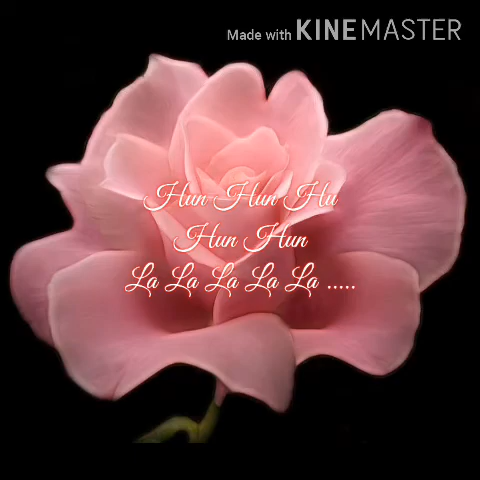 Made with KINEMASTER
Hun Hun Hu
Hun Hun
La La La La La .....